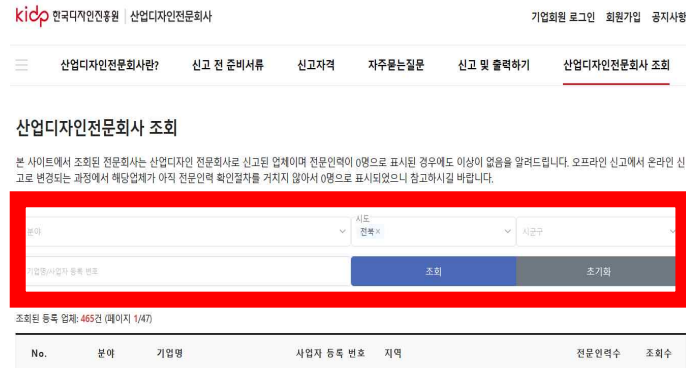 kidp 한국디자인진흥원 | 산업디자인전문회사
기업회원 로그인 회원가입 공지사항
산업디자인전문회사란? 신고 전 준비서류 신고자격 자주묻는질문 신고 및 출력하기 산업디자인전문회사 조회
산업디자인전문회사 조회
본 사이트에서 조회된 전문회사는 산업디자인 전문회사로 신고된 업체이며 전문인력이 0명으로 표시된 경우에도 이상이 없음을 알려드립니다. 오프라인 신고에서 온라인 신
고로 변경되는 과정에서 해당업체가 아직 전문인력 확인절차를 거치지 않아서 0명으로 표시되었으니 참고하시길 바랍니다.
시도
분야 전북× 시군구
기업명/사업자 등록 번호 조회 초기화
조회된 등록 업체: 465건 (페이지 1/47)
No. 분야 기업명 사업자 등록 번호 지역 전문인력수 조회수